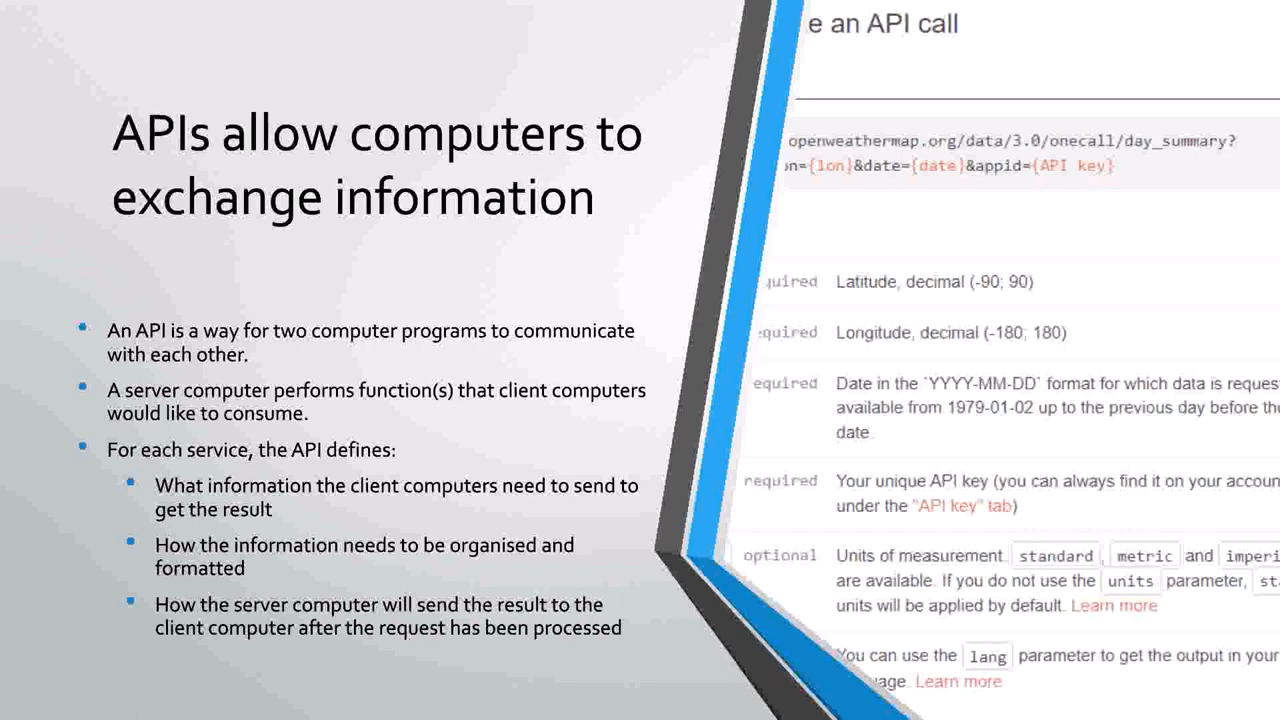 APIs allow computers to
exchange information
An API is a way for two computer programs to communicate
with each other.
A server computer performs function(s) that client computers
would like to consume.
For each service, the API defines:
What information the client computers need to send to
get the result
How the information needs to be organised and
formatted
How the server computer will send the result to the
client computer after the request has been processed
e an API call
openweathermap.org/data/3.0/onecall/day_summary?
on={lon}&date={date}&appid={API key}
quired Latitude, decimal (-90; 90)
equired Longitude, decimal (-180; 180)
equired Date in the `YYYY-MM-DD` format for which data is reques
available from 1979-01-02 up to the previous day before the
date.
required Your unique API key (you can always find it on your accoun
under the "API key" tab)
optional Units of measurement. standard, metric and imperi
are available. If you do not use the units parameter, st
units will be applied by default. Learn more
You can use the lang parameter to get the output in your
uage. Learn more